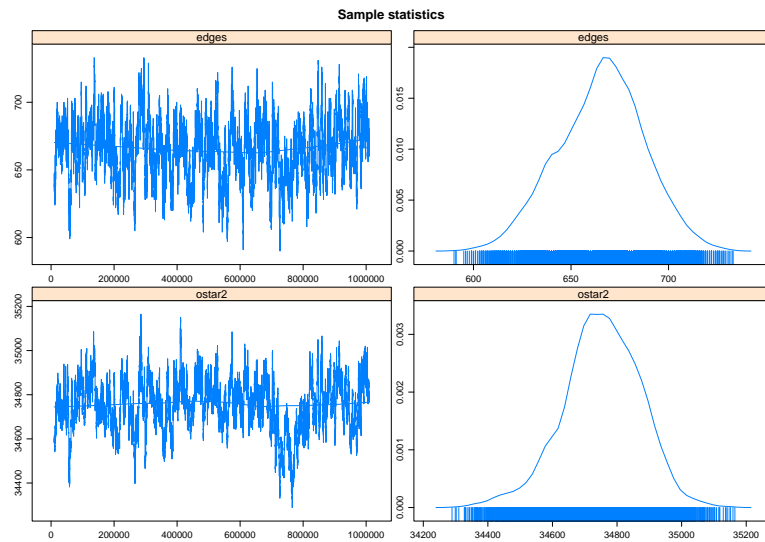 Sample statistics
edges
edges
600 650 700
0 200000 400000 600000 800000 1000000
0.000 0.005 0.010 0.015
600 650 700
ostar2
ostar2
34400 34600 34800 35000 35200
0 200000 400000 600000 800000 1000000
0.000 0.001 0.002 0.003
34200 34400 34600 34800 35000 35200